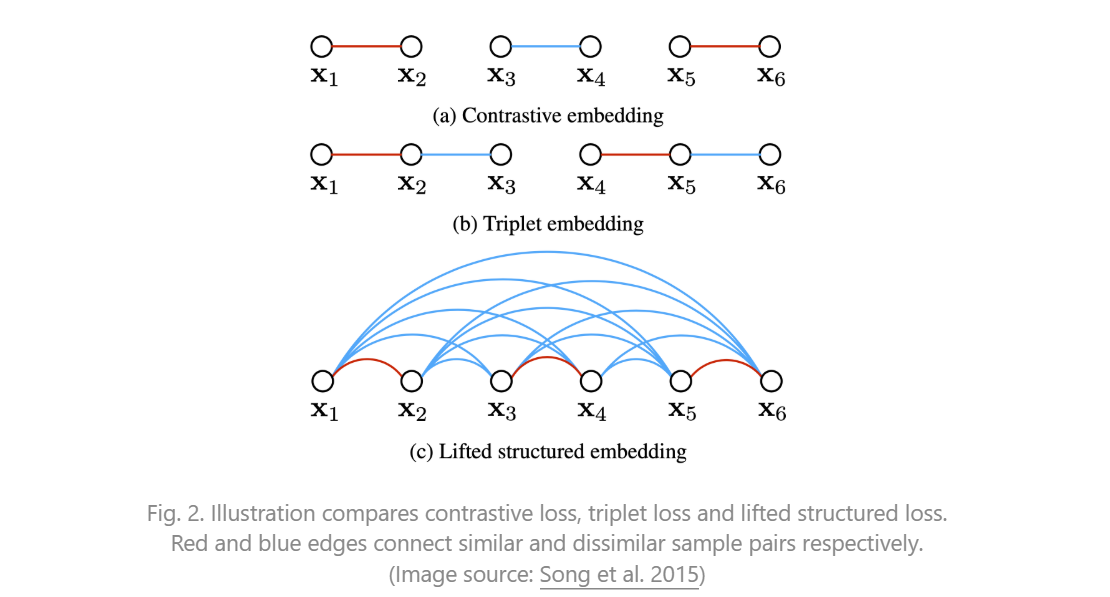 x1 x2 x3 x4 x5 x6
(a) Contrastive embedding
x1 x2 x3 x4 x5 x6
(b) Triplet embedding
x1 x2 x3 x4 x5 x6
(c) Lifted structured embedding
Fig. 2. Illustration compares contrastive loss, triplet loss and lifted structured loss.
Red and blue edges connect similar and dissimilar sample pairs respectively.
(Image source: Song et al. 2015)